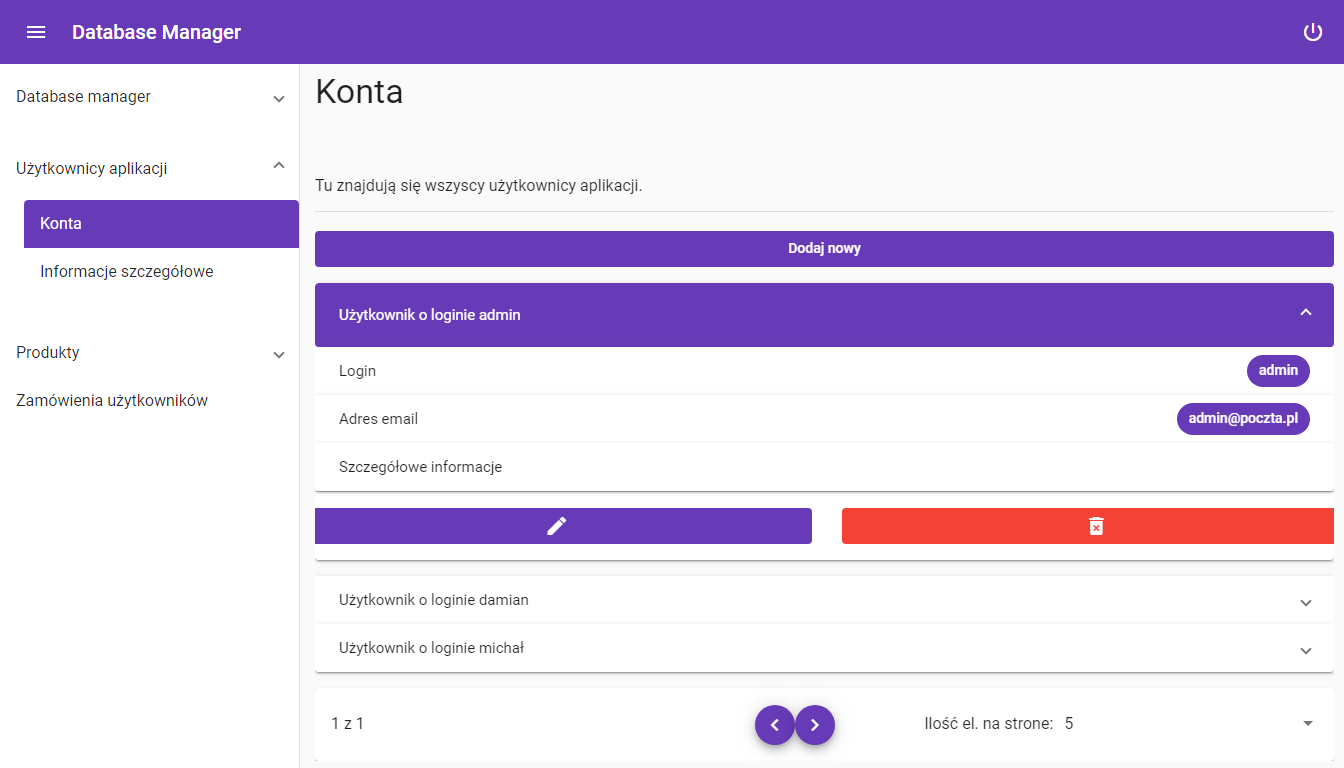 Database Manager
Database manager
Użytkownicy aplikacji
Konta
Informacje szczegółowe
Produkty
Zamówienia użytkowników
Konta
Tu znajdują się wszyscy użytkownicy aplikacji.
Dodaj nowy
Użytkownik o loginie admin
Login admin
Adres email admin@poczta.pl
Szczegółowe informacje
Użytkownik o loginie damian
Użytkownik o loginie michał
1 z 1 Ilość el. na strone: 5